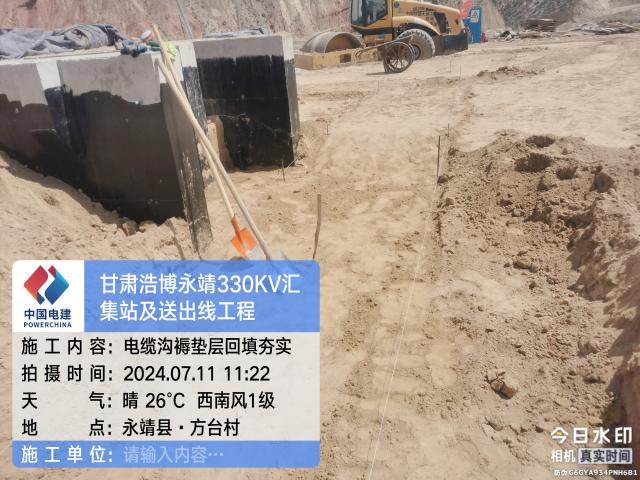 中国电建
POWERCHINA
甘肃浩博永靖330KV汇
集站及送出线工程
施工内容：电缆沟褥垫层回填夯实
拍摄时间：2024.07.11 11:22
天气：晴 26°C 西南风1级
地点：永靖县·方台村
施工单位：请输入内容…
今日水印
相机 真实时间
防伪 G6GYA934PNH6B1